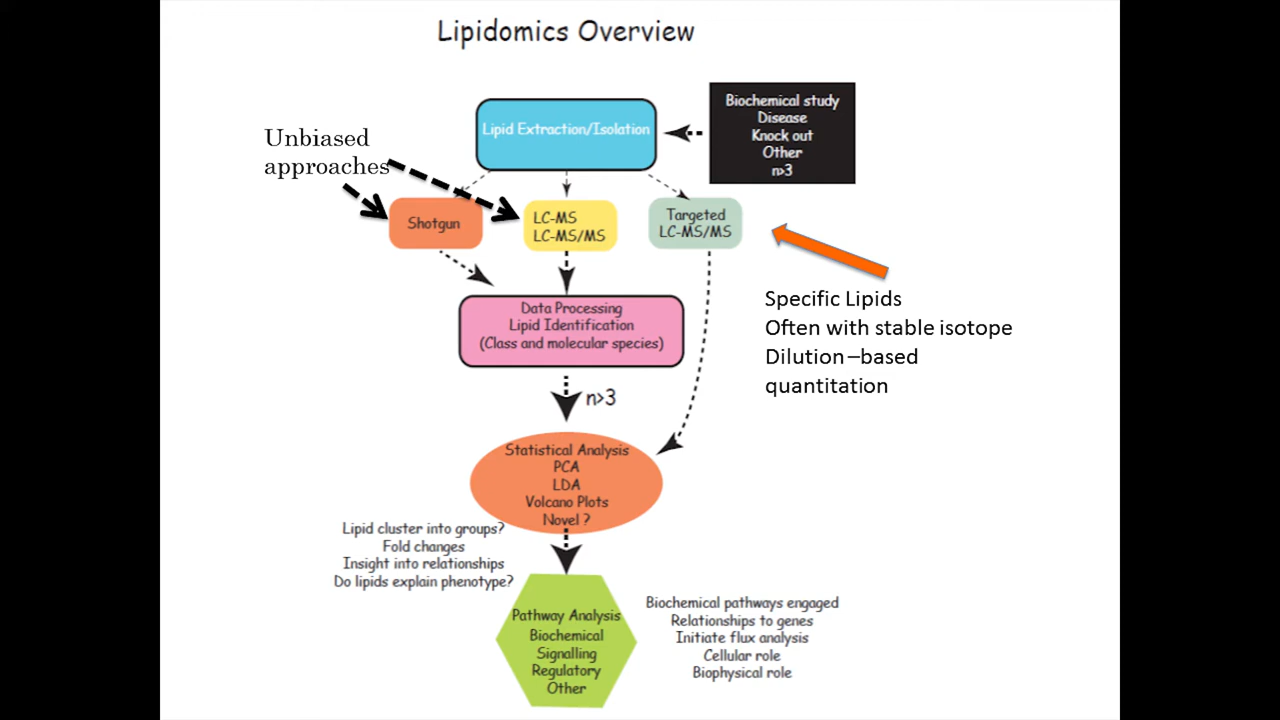 Lipidomics Overview
Lipid Extraction/Isolation
Biochemical study
Disease
Knock out
Other
n>3
Unbiased
approaches
Shotgun
LC-MS
LC-MS/MS
Targeted
LC-MS/MS
Specific Lipids
Often with stable isotope
Dilution –based
quantitation
Data Processing
Lipid Identification
(Class and molecular species)
n>3
Statistical Analysis
PCA
LDA
Volcano Plots
Novel ?
Lipid cluster into groups?
Fold changes
Insight into relationships
Do lipids explain phenotype?
Pathway Analysis
Biochemical
Signalling
Regulatory
Other
Biochemical pathways engaged
Relationships to genes
Initiate flux analysis
Cellular role
Biophysical role